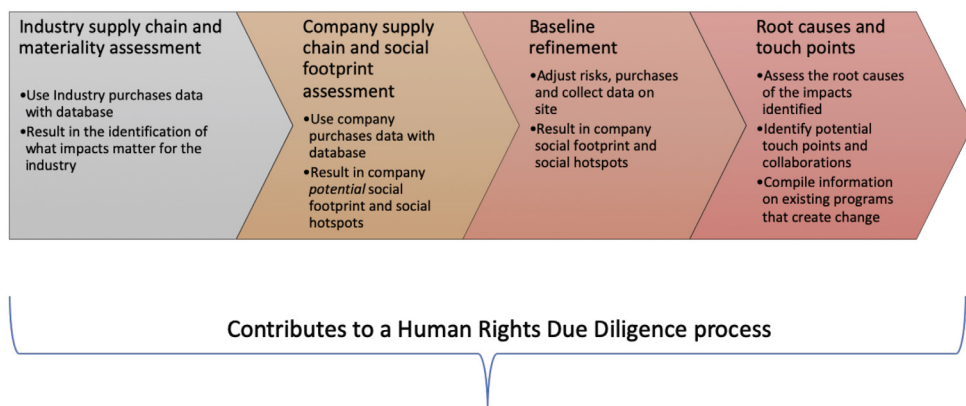 Industry supply chain and
materiality assessment
•Use Industry purchases data
with database
•Result in the identification of
what impacts matter for the
industry
Company supply
chain and social
footprint
assessment
•Use company
purchases data with
database
•Result in company
potential social
footprint and social
hotspots
Baseline
refinement
•Adjust risks, purchases
and collect data on
site
•Result in company
social footprint and
social hotspots
Root causes and
touch points
•Assess the root causes
of the impacts
identified
•Identify potential
touch points and
collaborations
•Compile information
on existing programs
that create change
Contributes to a Human Rights Due Diligence process